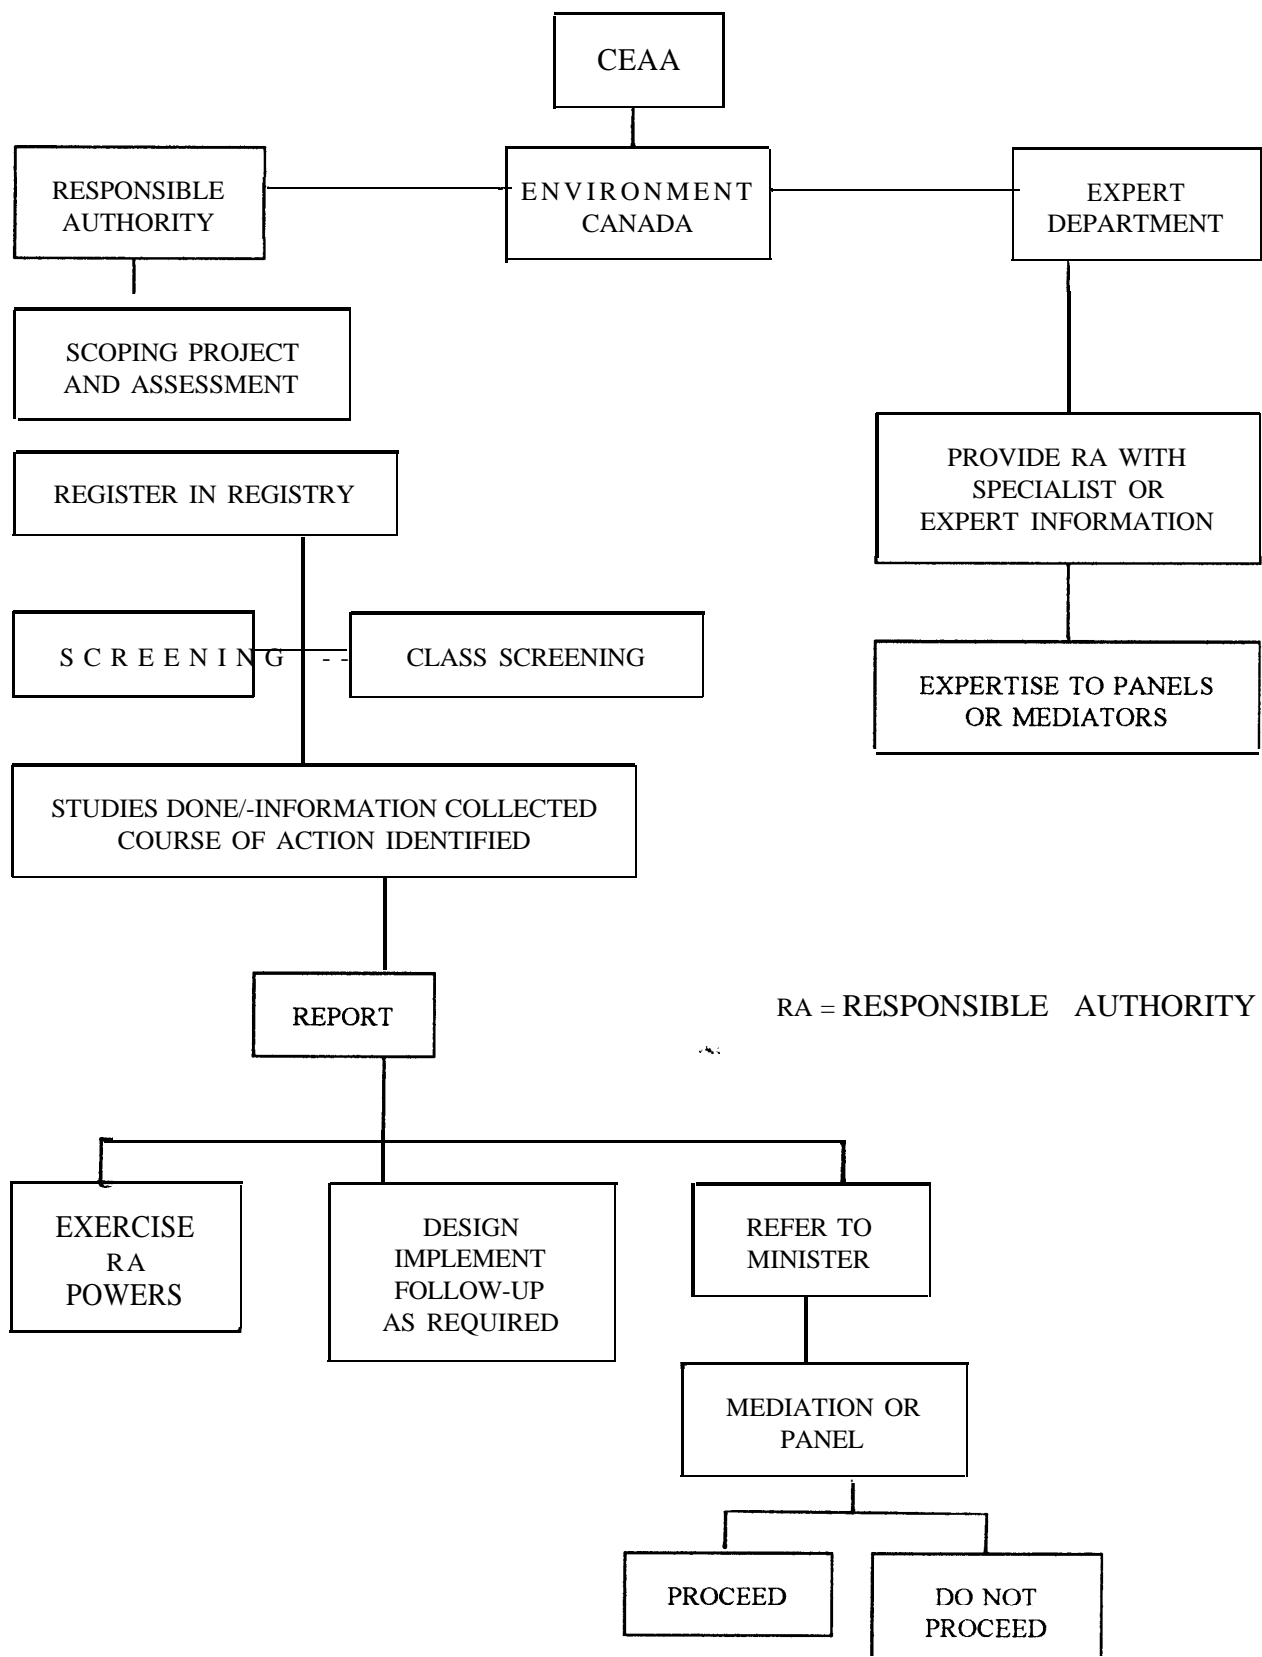 CEAA
RESPONSIBLE
AUTHORITY
ENVIRONMENT
CANADA
EXPERT
DEPARTMENT
SCOPING PROJECT
AND ASSESSMENT
REGISTER IN REGISTRY
PROVIDE RA WITH
SPECIALIST OR
EXPERT INFORMATION
SCREENING --
CLASS SCREENING
EXPERTISE TO PANELS
OR MEDIATORS
STUDIES DONE/-INFORMATION COLLECTED
COURSE OF ACTION IDENTIFIED
REPORT
RA = RESPONSIBLE AUTHORITY
EXERCISE
RA
POWERS
DESIGN
IMPLEMENT
FOLLOW-UP
AS REQUIRED
REFER TO
MINISTER
MEDIATION OR
PANEL
PROCEED
DO NOT
PROCEED